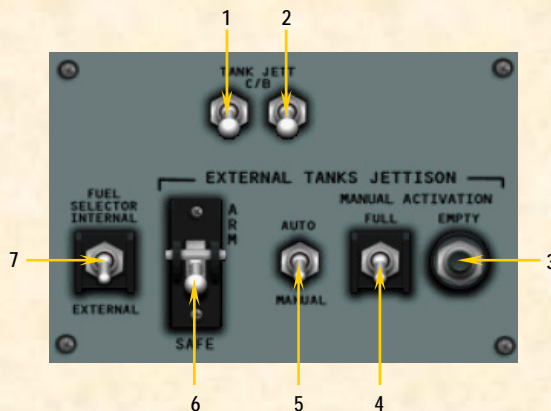 1 2
TANK JETT
C/B
EXTERNAL TANKS JETTISON
FUEL
SELECTOR
INTERNAL
EXTERNAL
ARM
SAFE
AUTO
MANUAL
MANUAL ACTIVATION
FULL EMPTY
7
3
6 5 4